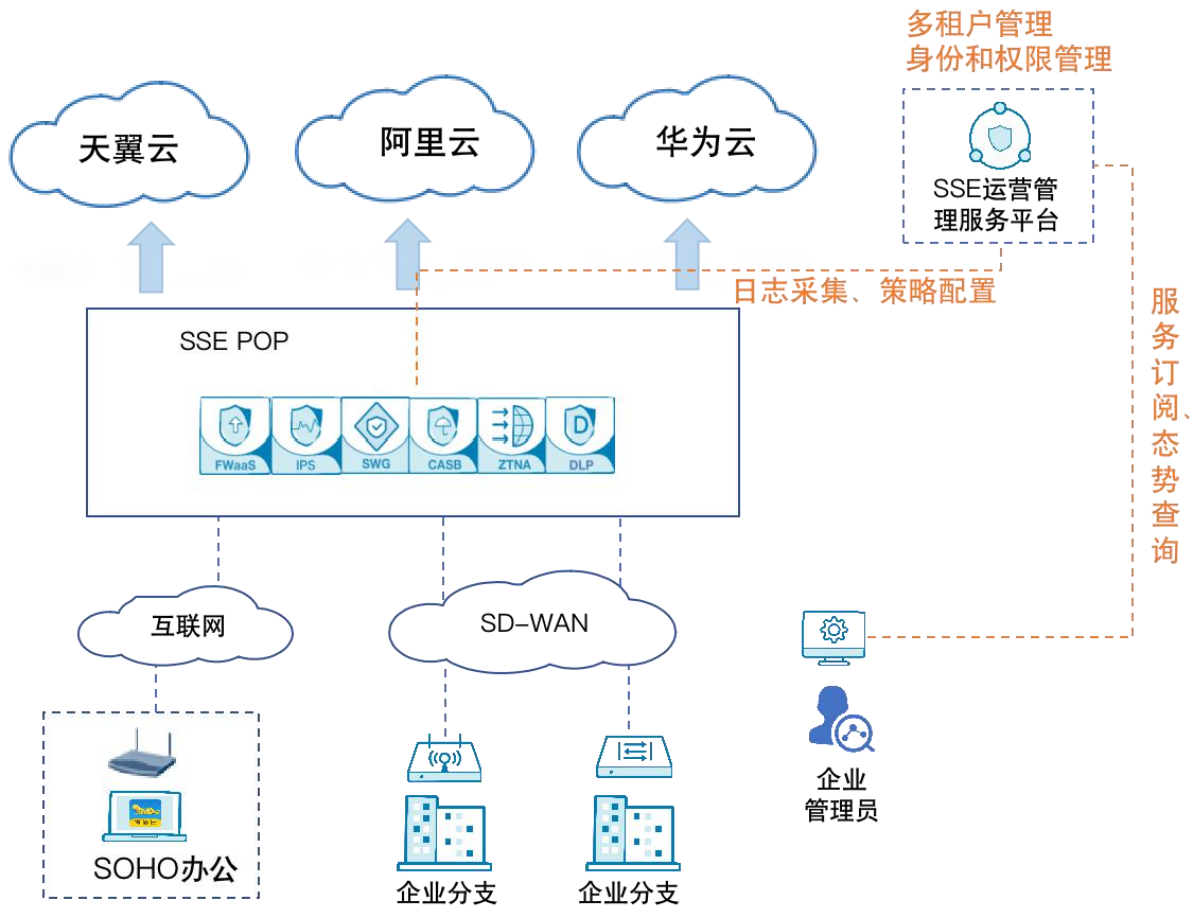 多租户管理
身份和权限管理
天翼云
阿里云
华为云
SSE运营管
理服务平台
日志采集、策略配置
服务订阅、态势查询
SSE POP
FWaaS
IPS
SWG
CASB
ZTNA
DLP
D
互联网
SD-WAN
SOHO办公
企业分支
企业分支
企业
管理员